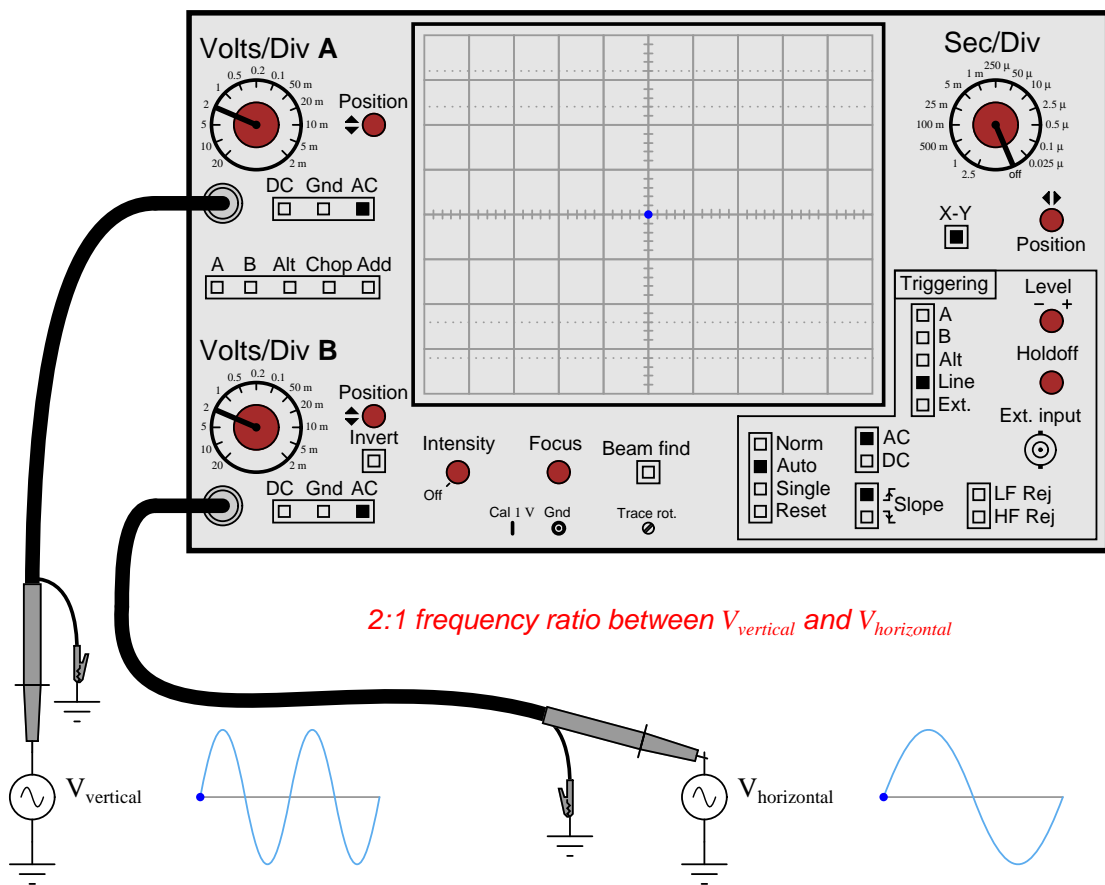 Volts/Div A
0.5 0.2 0.1
1 50 m
2 20 m
5 10 m
10 5 m
20 2 m
Position
DC Gnd AC
A B Alt Chop Add
Volts/Div B
0.5 0.2 0.1
1 50 m
2 20 m
5 10 m
10 5 m
20 2 m
Position
Invert
DC Gnd AC
Intensity
Off
Focus
Beam find
Cal 1 V Gnd
Trace rot.
Sec/Div
250 µ
1 m 50 µ
5 m 10 µ
25 m 2.5 µ
100 m 0.5 µ
500 m 0.1 µ
1 0.025 µ
2.5 off
X-Y
Position
Triggering
A
B
Alt
Line
Ext.
Level
− +
Holdoff
Ext. input
Norm
Auto
Single
Reset
AC
DC
Slope
LF Rej
HF Rej
2:1 frequency ratio between Vvertical and Vhorizontal
Vvertical
Vhorizontal